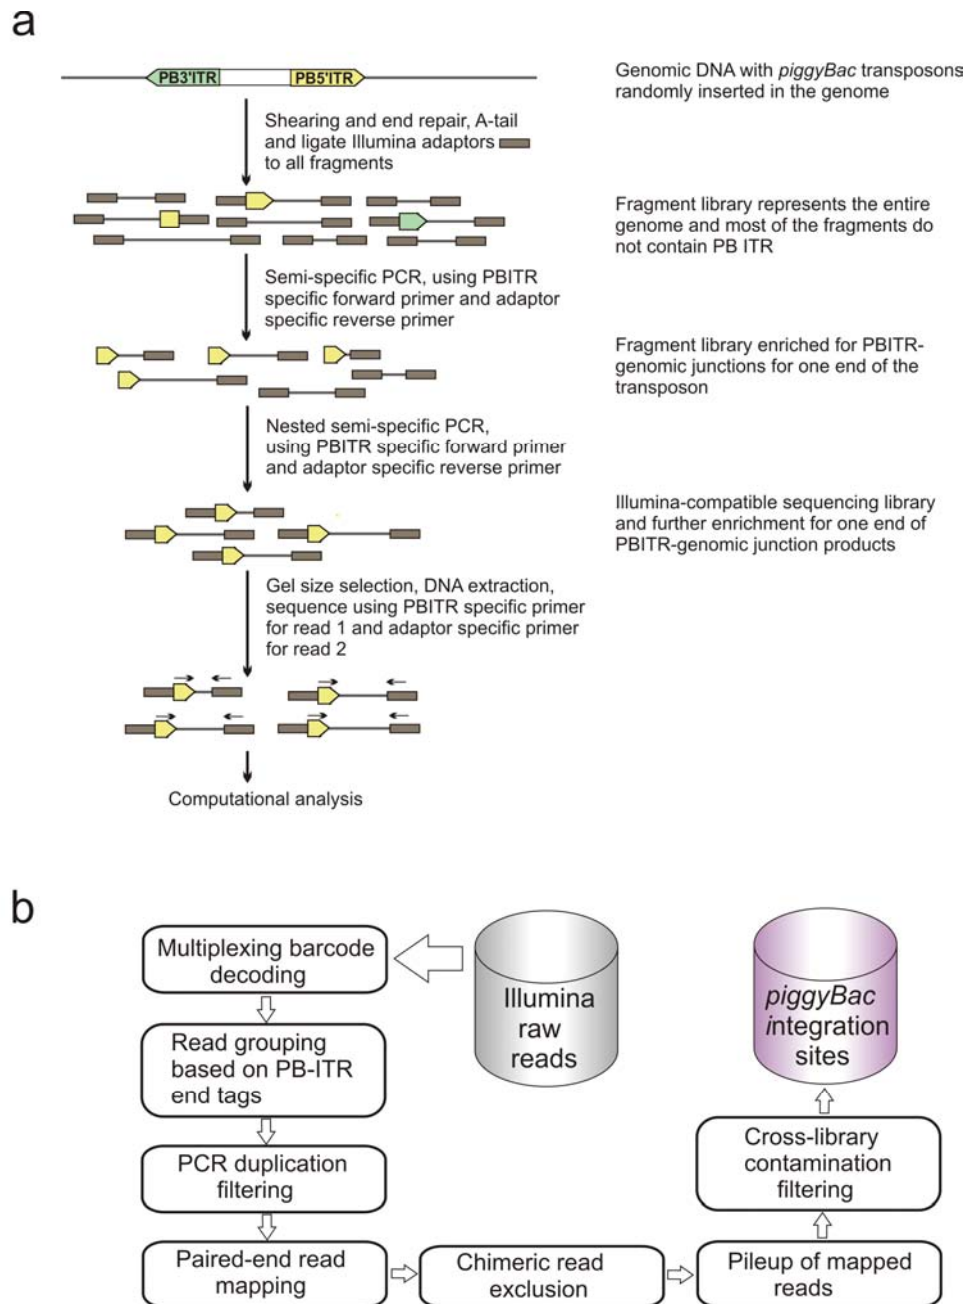 a
PB3'ITR
PB5'ITR
Genomic DNA with piggyBac transposons
randomly inserted in the genome
Shearing and end repair, A-tail
and ligate Illumina adaptors
to all fragments
Fragment library represents the entire
genome and most of the fragments do
not contain PB ITR
Semi-specific PCR, using PBITR
specific forward primer and adaptor
specific reverse primer
Fragment library enriched for PBITR-
genomic junctions for one end of the
transposon
Nested semi-specific PCR,
using PBITR specific forward primer
and adaptor specific reverse primer
Illumina-compatible sequencing library
and further enrichment for one end of
PBITR-genomic junction products
Gel size selection, DNA extraction,
sequence using PBITR specific primer
for read 1 and adaptor specific primer
for read 2
Computational analysis
b
Illumina
raw
reads
Multiplexing barcode
decoding
Read grouping
based on PB-ITR
end tags
PCR duplication
filtering
Paired-end read
mapping
Chimeric read
exclusion
Pileup of mapped
reads
Cross-library
contamination
filtering
piggyBac
integration
sites